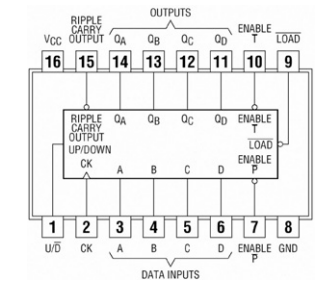 OUTPUTS
RIPPLE
CARRY
OUTPUT
ENABLE
T
VCC QA QB QC QD LOAD
16 15 14 13 12 11 10 9
RIPPLE
CARRY
OUTPUT
QA QB QC QD
ENABLE
T
UP/DOWN
LOAD
CK
ENABLE
P
A B C D
1 2 3 4 5 6 7 8
U/D CK A B C D ENABLE GND
P
DATA INPUTS